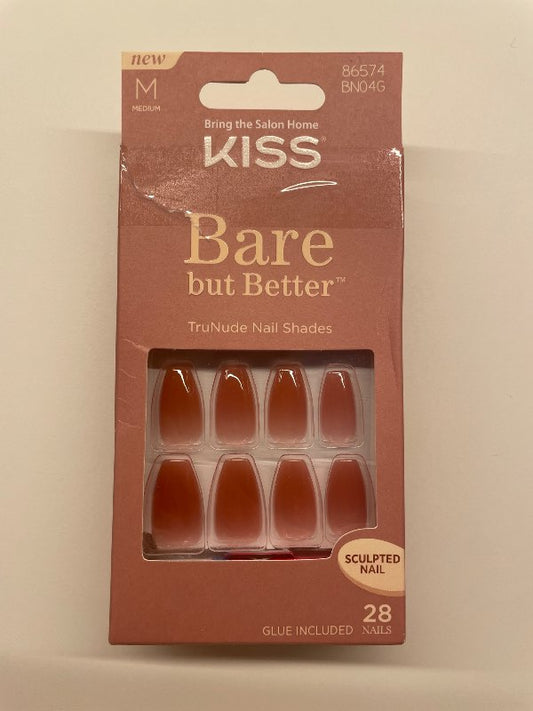 new
M
MEDIUM
86574
BN04G
Bring the Salon Home
KISS®
Bare
but Better™
TruNude Nail Shades
SCULPTED
NAIL
28
GLUE INCLUDED NAILS